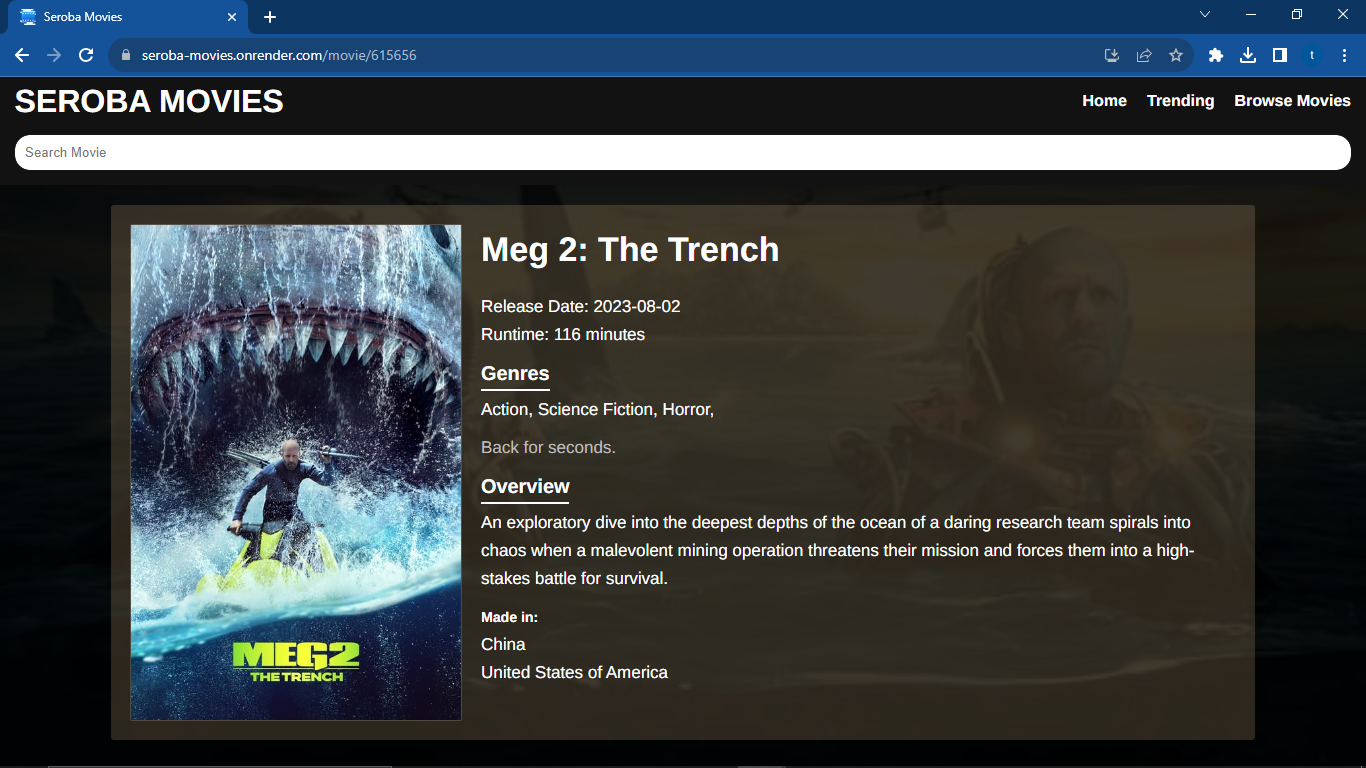 Seroba Movies
seroba-movies.onrender.com/movie/615656
t
SEROBA MOVIES
Home Trending Browse Movies
Search Movie
Meg 2: The Trench
Release Date: 2023-08-02
Runtime: 116 minutes
Genres
Action, Science Fiction, Horror,
Back for seconds.
Overview
An exploratory dive into the deepest depths of the ocean of a daring research team spirals into
chaos when a malevolent mining operation threatens their mission and forces them into a high-
stakes battle for survival.
Made in:
China
United States of America
MEG2
THE TRENCH